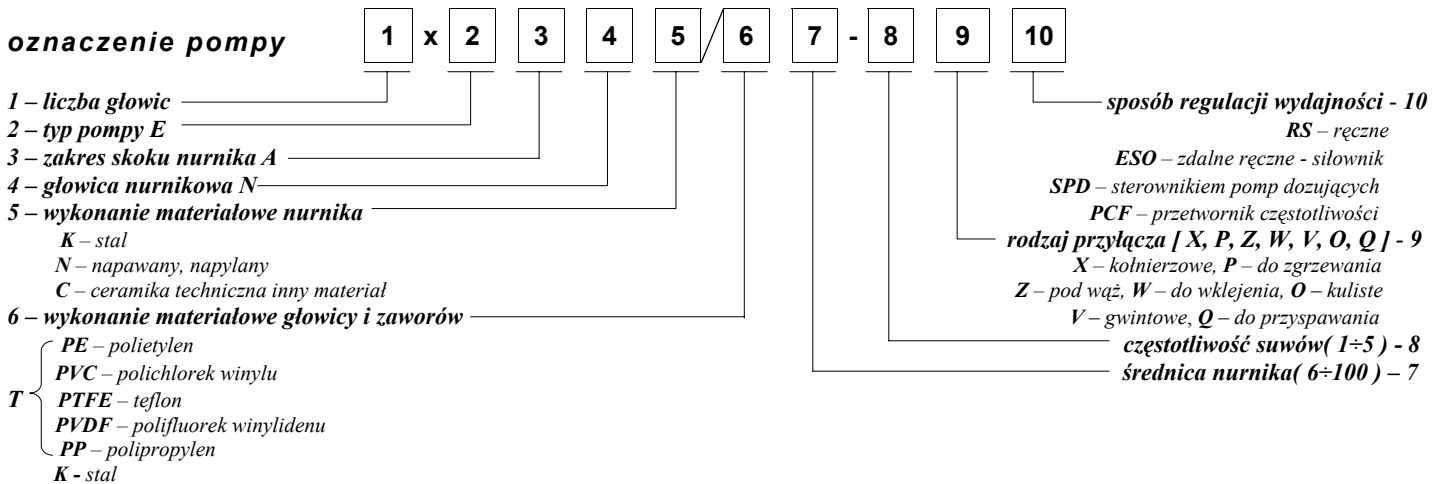 oznaczenie pompy 1 x 2 3 4 5 / 6 7 - 8 9 10
1 – liczba głowic
2 – typ pompy E
3 – zakres skoku nurnika A
4 – głowica nurnikowa N
5 – wykonanie materiałowe nurnika
K – stal
N – napawany, napylany
C – ceramika techniczna inny materiał
6 – wykonanie materiałowe głowicy i zaworów
PE – polietylen
PVC – polichlorek winylu
T
PTFE – teflon
PVDF – polifluorek winylidenu
PP – polipropylen
K - stal
sposób regulacji wydajności - 10
RS – ręczne
ESO – zdalne ręczne - siłownik
SPD – sterownikiem pomp dozujących
PCF – przetwornik częstotliwości
rodzaj przyłącza [ X, P, Z, W, V, O, Q ] - 9
X – kołnierzowe, P – do zgrzewania
Z – pod wąż, W – do wklejenia, O – kuliste
V – gwintowe, Q – do przyspawania
częstotliwość suwów( 1÷5 ) - 8
średnica nurnika( 6÷100 ) – 7